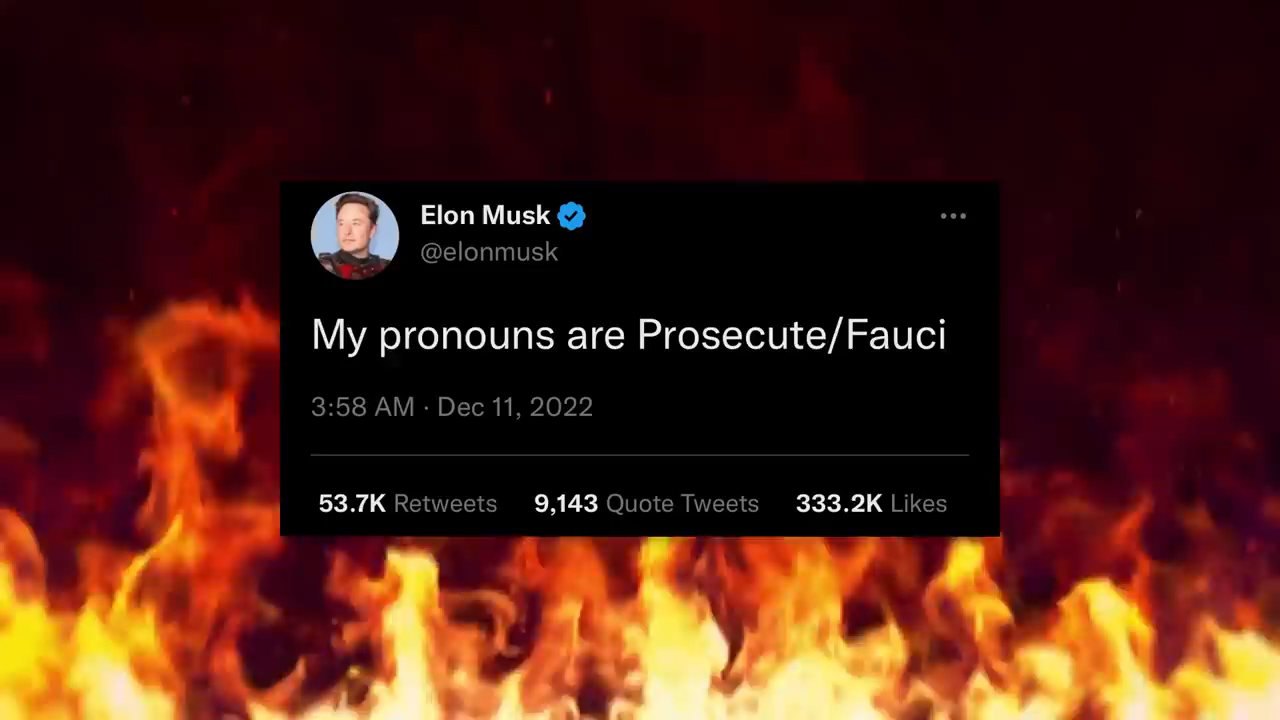 Elon Musk
@elonmusk
My pronouns are Prosecute/Fauci
3:58 AM · Dec 11, 2022
53.7K Retweets 9,143 Quote Tweets 333.2K Likes